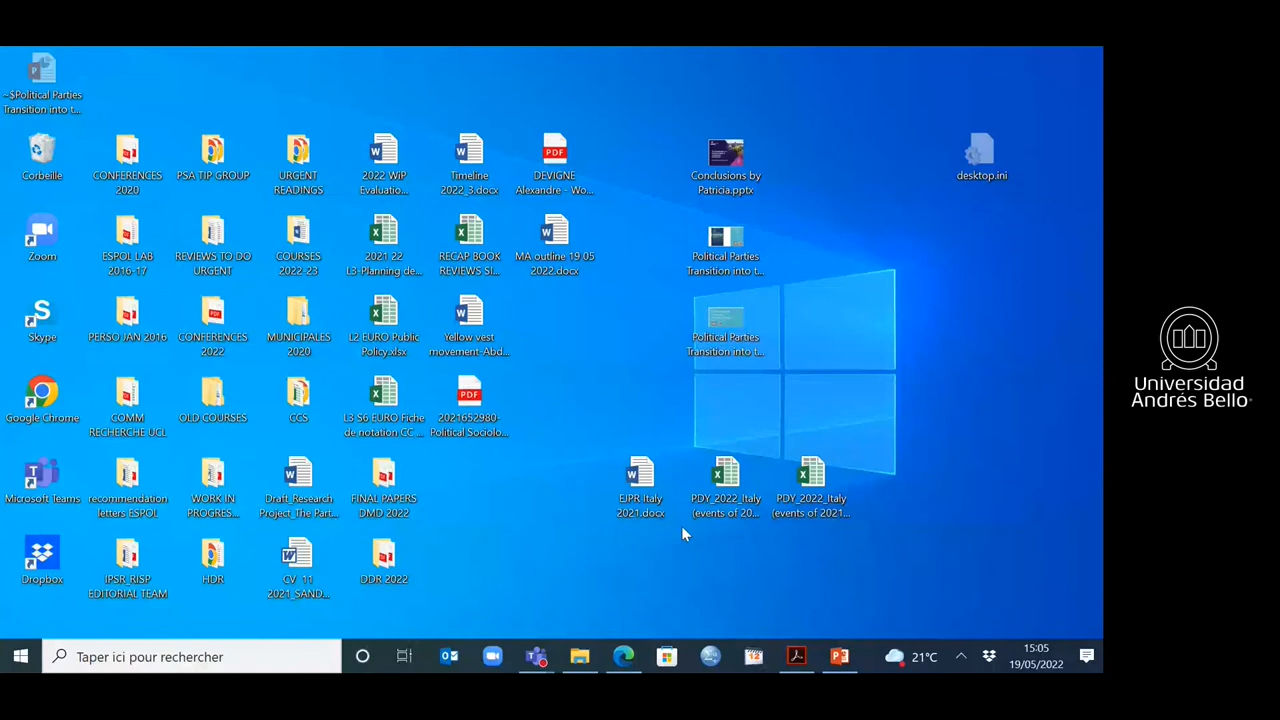 ~$Political Parties
Transition into t...
Corbeille
CONFERENCES
2020
PSA TIP GROUP
URGENT
READINGS
2022 WiP
Evaluatio...
Timeline
2022_3.docx
DEVIGNE
Alexandre - Wo...
Conclusions by
Patricia.pptx
desktop.ini
Zoom
ESPOL LAB
2016-17
REVIEWS TO DO
URGENT
COURSES
2022-23
2021 22
L3-Planning de...
RECAP BOOK
REVIEWS SI...
MA outline 19 05
2022.docx
Political Parties
Transition into t...
Skype
PERSO JAN 2016
CONFERENCES
2022
MUNICIPALES
2020
L2 EURO Public
Policy.xlsx
Yellow vest
movement-Abd...
Political Parties
Transition into t...
Google Chrome
COMM
RECHERCHE UCL
OLD COURSES
CCS
L3 S6 EURO Fiche
de notation CC ...
2021652980-
Political Sociolo...
Microsoft Teams
recommendation
letters ESPOL
WORK IN
PROGRES...
Draft_Research
Project_The Part...
FINAL PAPERS
DMD 2022
EJPR Italy
2021.docx
PDY_2022_Italy
(events of 20...
PDY_2022_Italy
(events of 2021...
Dropbox
IPSR_RISP
EDITORIAL TEAM
HDR
CV_11
2021_SAND...
DDR 2022
Taper ici pour rechercher
21°C
15:05
19/05/2022
Universidad
Andrés Bello